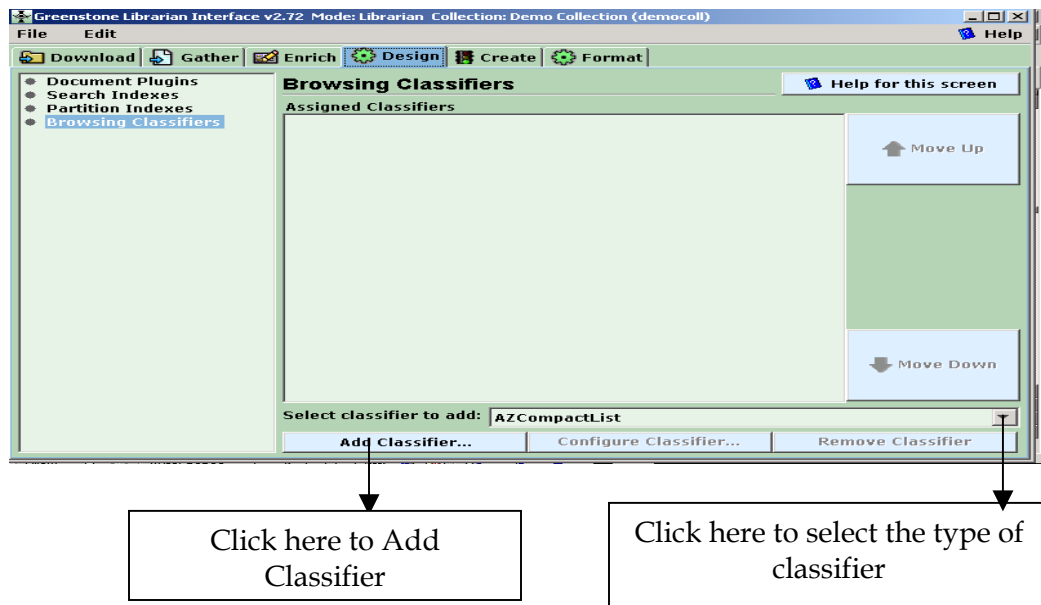 Greenstone Librarian Interface v2.72 Mode: Librarian Collection: Demo Collection (democoll)
File Edit Help
Download Gather Enrich Design Create Format
Document Plugins
Search Indexes
Partition Indexes
Browsing Classifiers
Browsing Classifiers
Help for this screen
Assigned Classifiers
Move Up
Move Down
Select classifier to add: AZCompactList
Add Classifier... Configure Classifier... Remove Classifier
Click here to Add
Classifier
Click here to select the type of
classifier